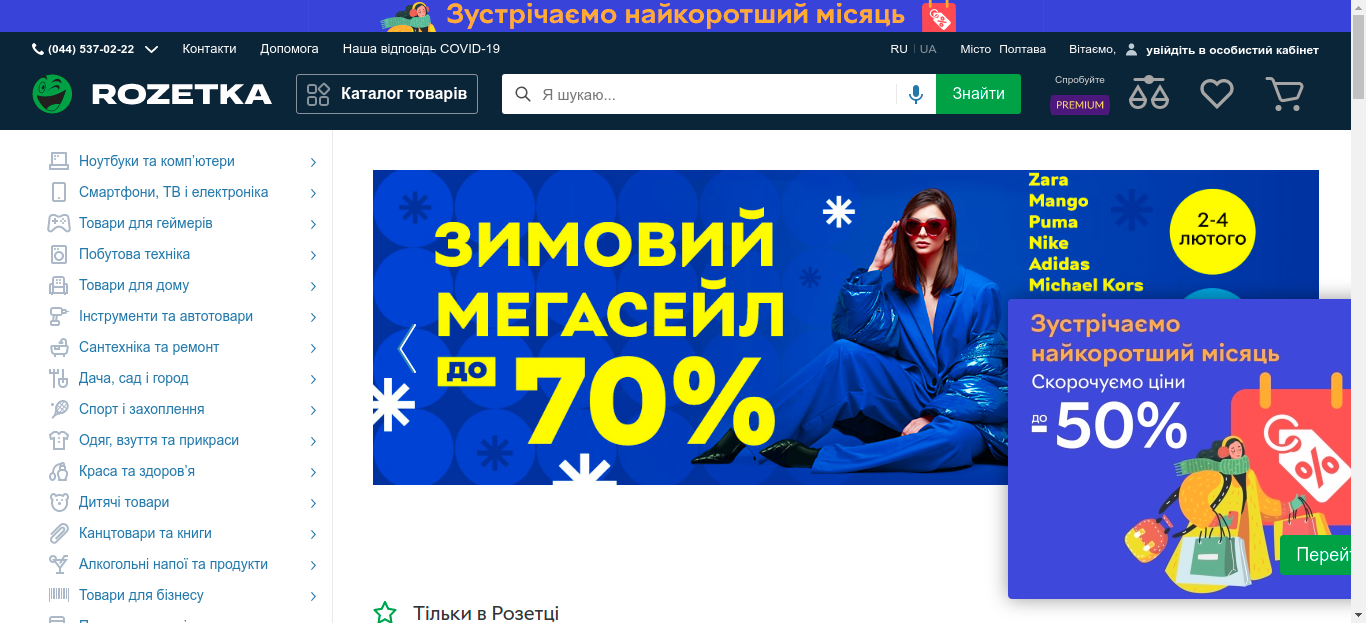 Зустрічаємо найкоротший місяць
(044) 537-02-22
Контакти
Допомога
Наша відповідь COVID-19
RU | UA
Місто Полтава
Вітаємо, увійдіть в особистий кабінет
ROZETKA
Каталог товарів
Я шукаю...
Знайти
Спробуйте
PREMIUM
Ноутбуки та комп'ютери
Смартфони, ТВ і електроніка
Товари для геймерів
Побутова техніка
Товари для дому
Інструменти та автотовари
Сантехніка та ремонт
Дача, сад і город
Спорт і захоплення
Одяг, взуття та прикраси
Краса та здоров'я
Дитячі товари
Канцтовари та книги
Алкогольні напої та продукти
Товари для бізнесу
ЗИМОВИЙ
МЕГАСЕЙЛ
ДО 70%
Zara
Mango
Puma
Nike
Adidas
Michael Kors
2-4
ЛЮТОГО
Зустрічаємо
найкоротший місяць
Скорочуємо ціни
до
-50%
%
Перей
Тільки в Розетці